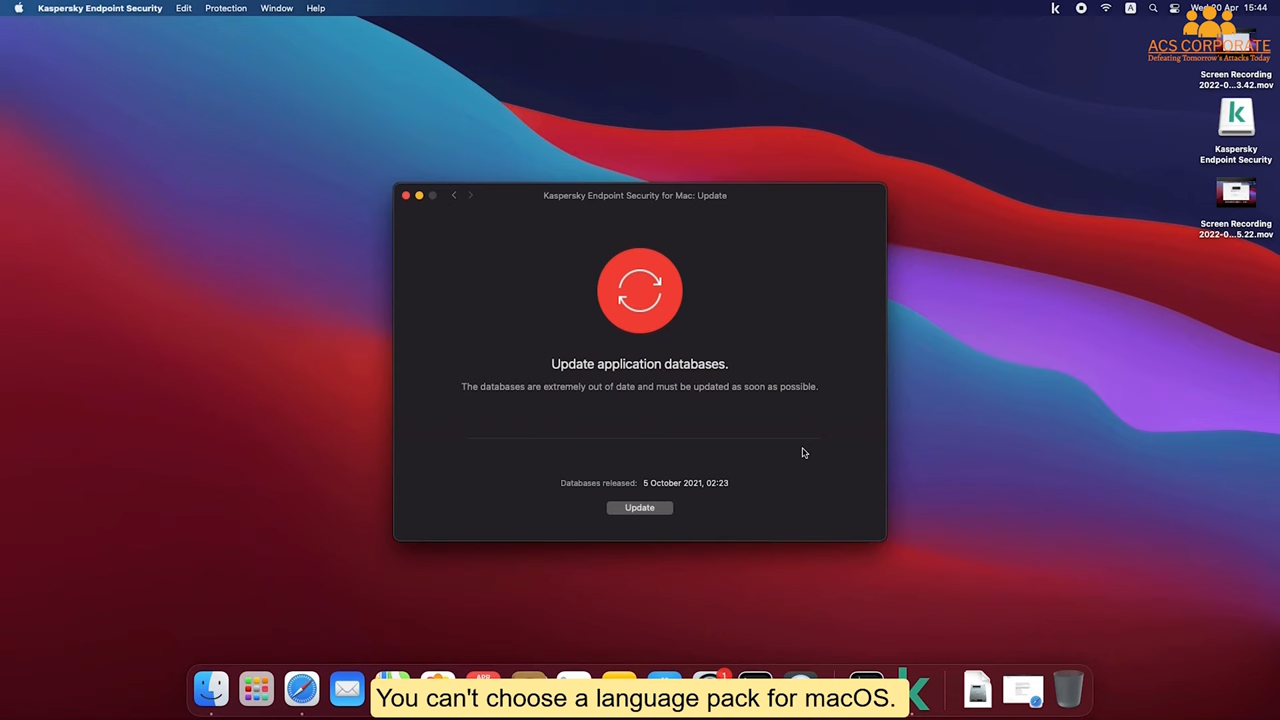 Kaspersky Endpoint Security Edit Protection Window Help
A
Wed 20 Apr 15:44
ACS CORPORATE
Defeating Tomorrow's Attacks Today
Screen Recording
2022-0...3.42.mov
Kaspersky
Endpoint Security
Screen Recording
2022-0...5.22.mov
Kaspersky Endpoint Security for Mac: Update
Update application databases.
The databases are extremely out of date and must be updated as soon as possible.
Databases released: 5 October 2021, 02:23
Update
APR
1
You can't choose a language pack for macOS.